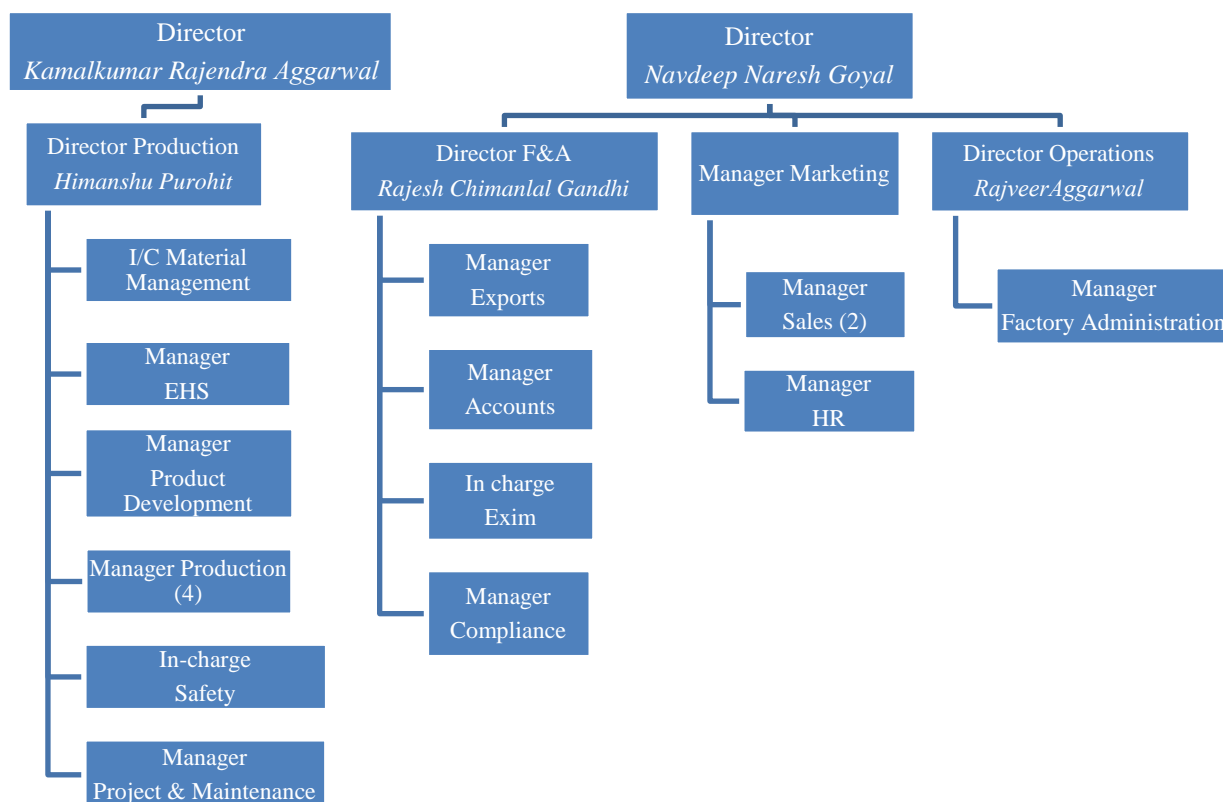 Director
Kamalkumar Rajendra Aggarwal
Director
Navdeep Naresh Goyal
Director Production
Himanshu Purohit
Director F&A
Rajesh Chimanlal Gandhi
Manager Marketing
Director Operations
RajveerAggarwal
I/C Material
Management
Manager
EHS
Manager
Product
Development
Manager Production
(4)
In-charge
Safety
Manager
Project & Maintenance
Manager
Exports
Manager
Accounts
In charge
Exim
Manager
Compliance
Manager
Sales (2)
Manager
HR
Manager
Factory Administration